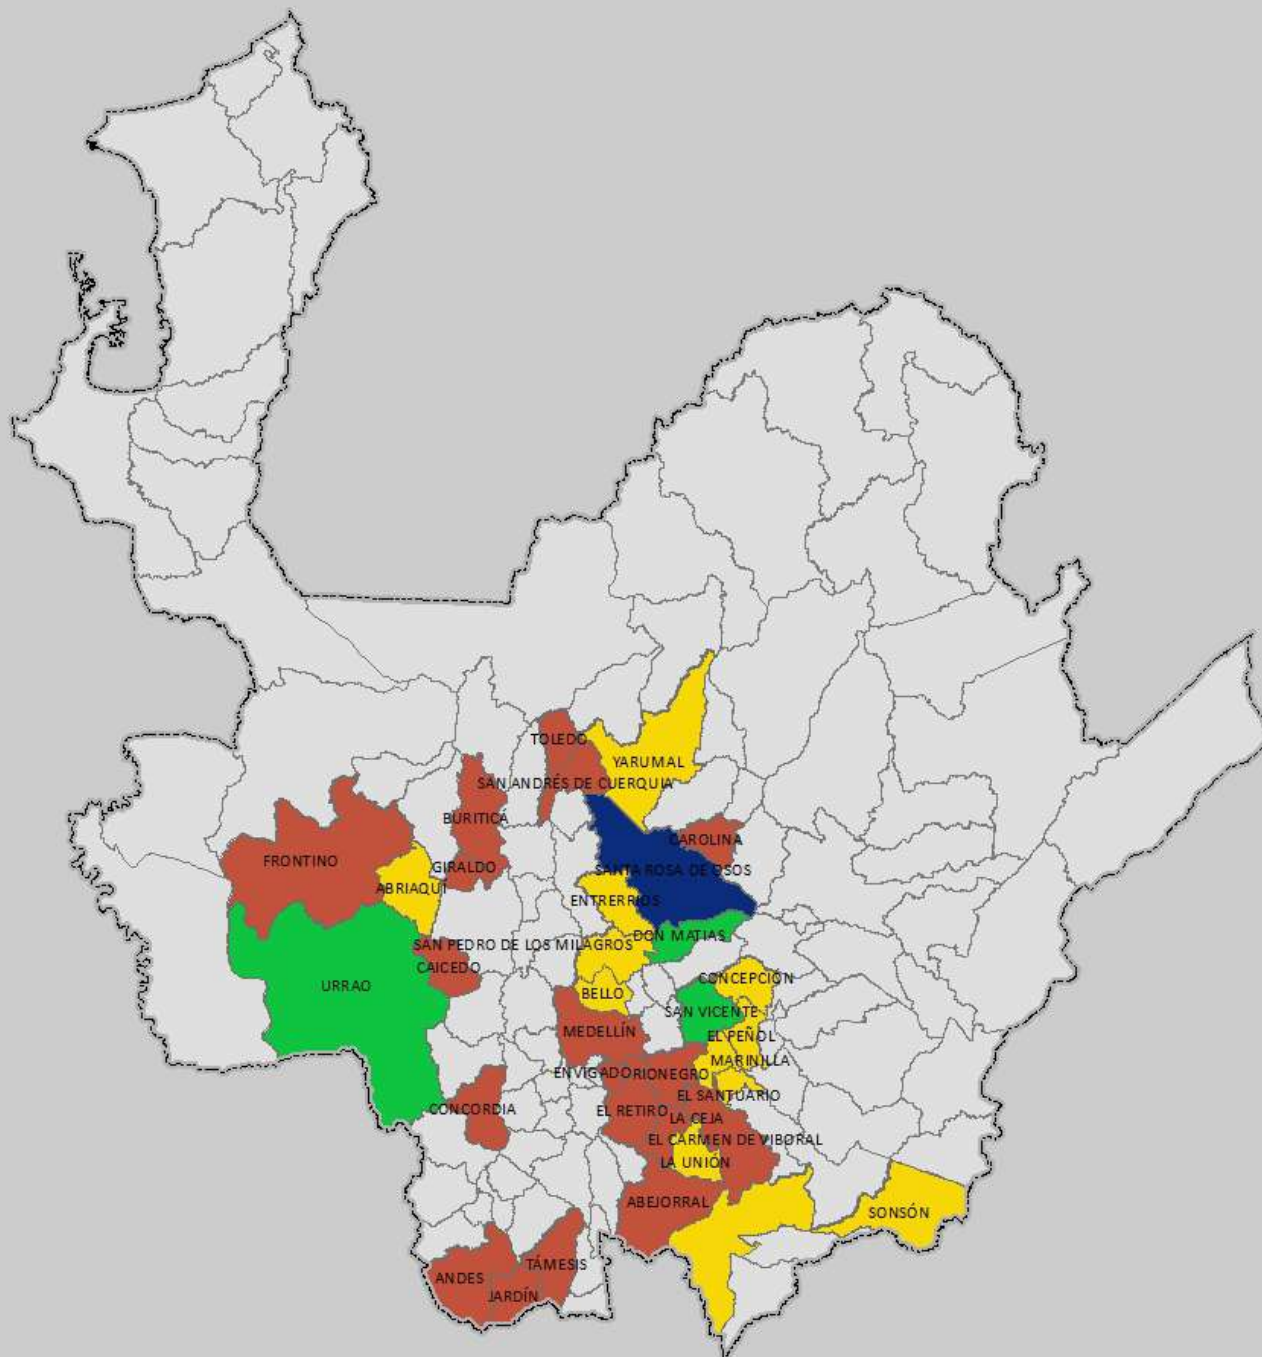 TOLEDO
YARUMAL
SAN ANDRÉS DE CUERQUIA
BURITICÁ
CAROLINA
FRONTINO
GIRALDO
SANTA ROSA DE OSOS
ABRIAQUÍ
ENTRERRIOS
DON MATIAS
SAN PEDRO DE LOS MILAGROS
CAICEDO
CONCEPCIÓN
URRAO
BELLO
SAN VICENTE
MEDELLÍN
EL PEÑOL
MARINILLA
ENVIGADO
RIONEGRO
EL SANTUARIO
CONCORDIA
EL RETIRO
LA CEJA
EL CARMEN DE VIBORAL
LA UNIÓN
ABEJORRAL
SONSÓN
TÁMESIS
ANDES
JARDÍN